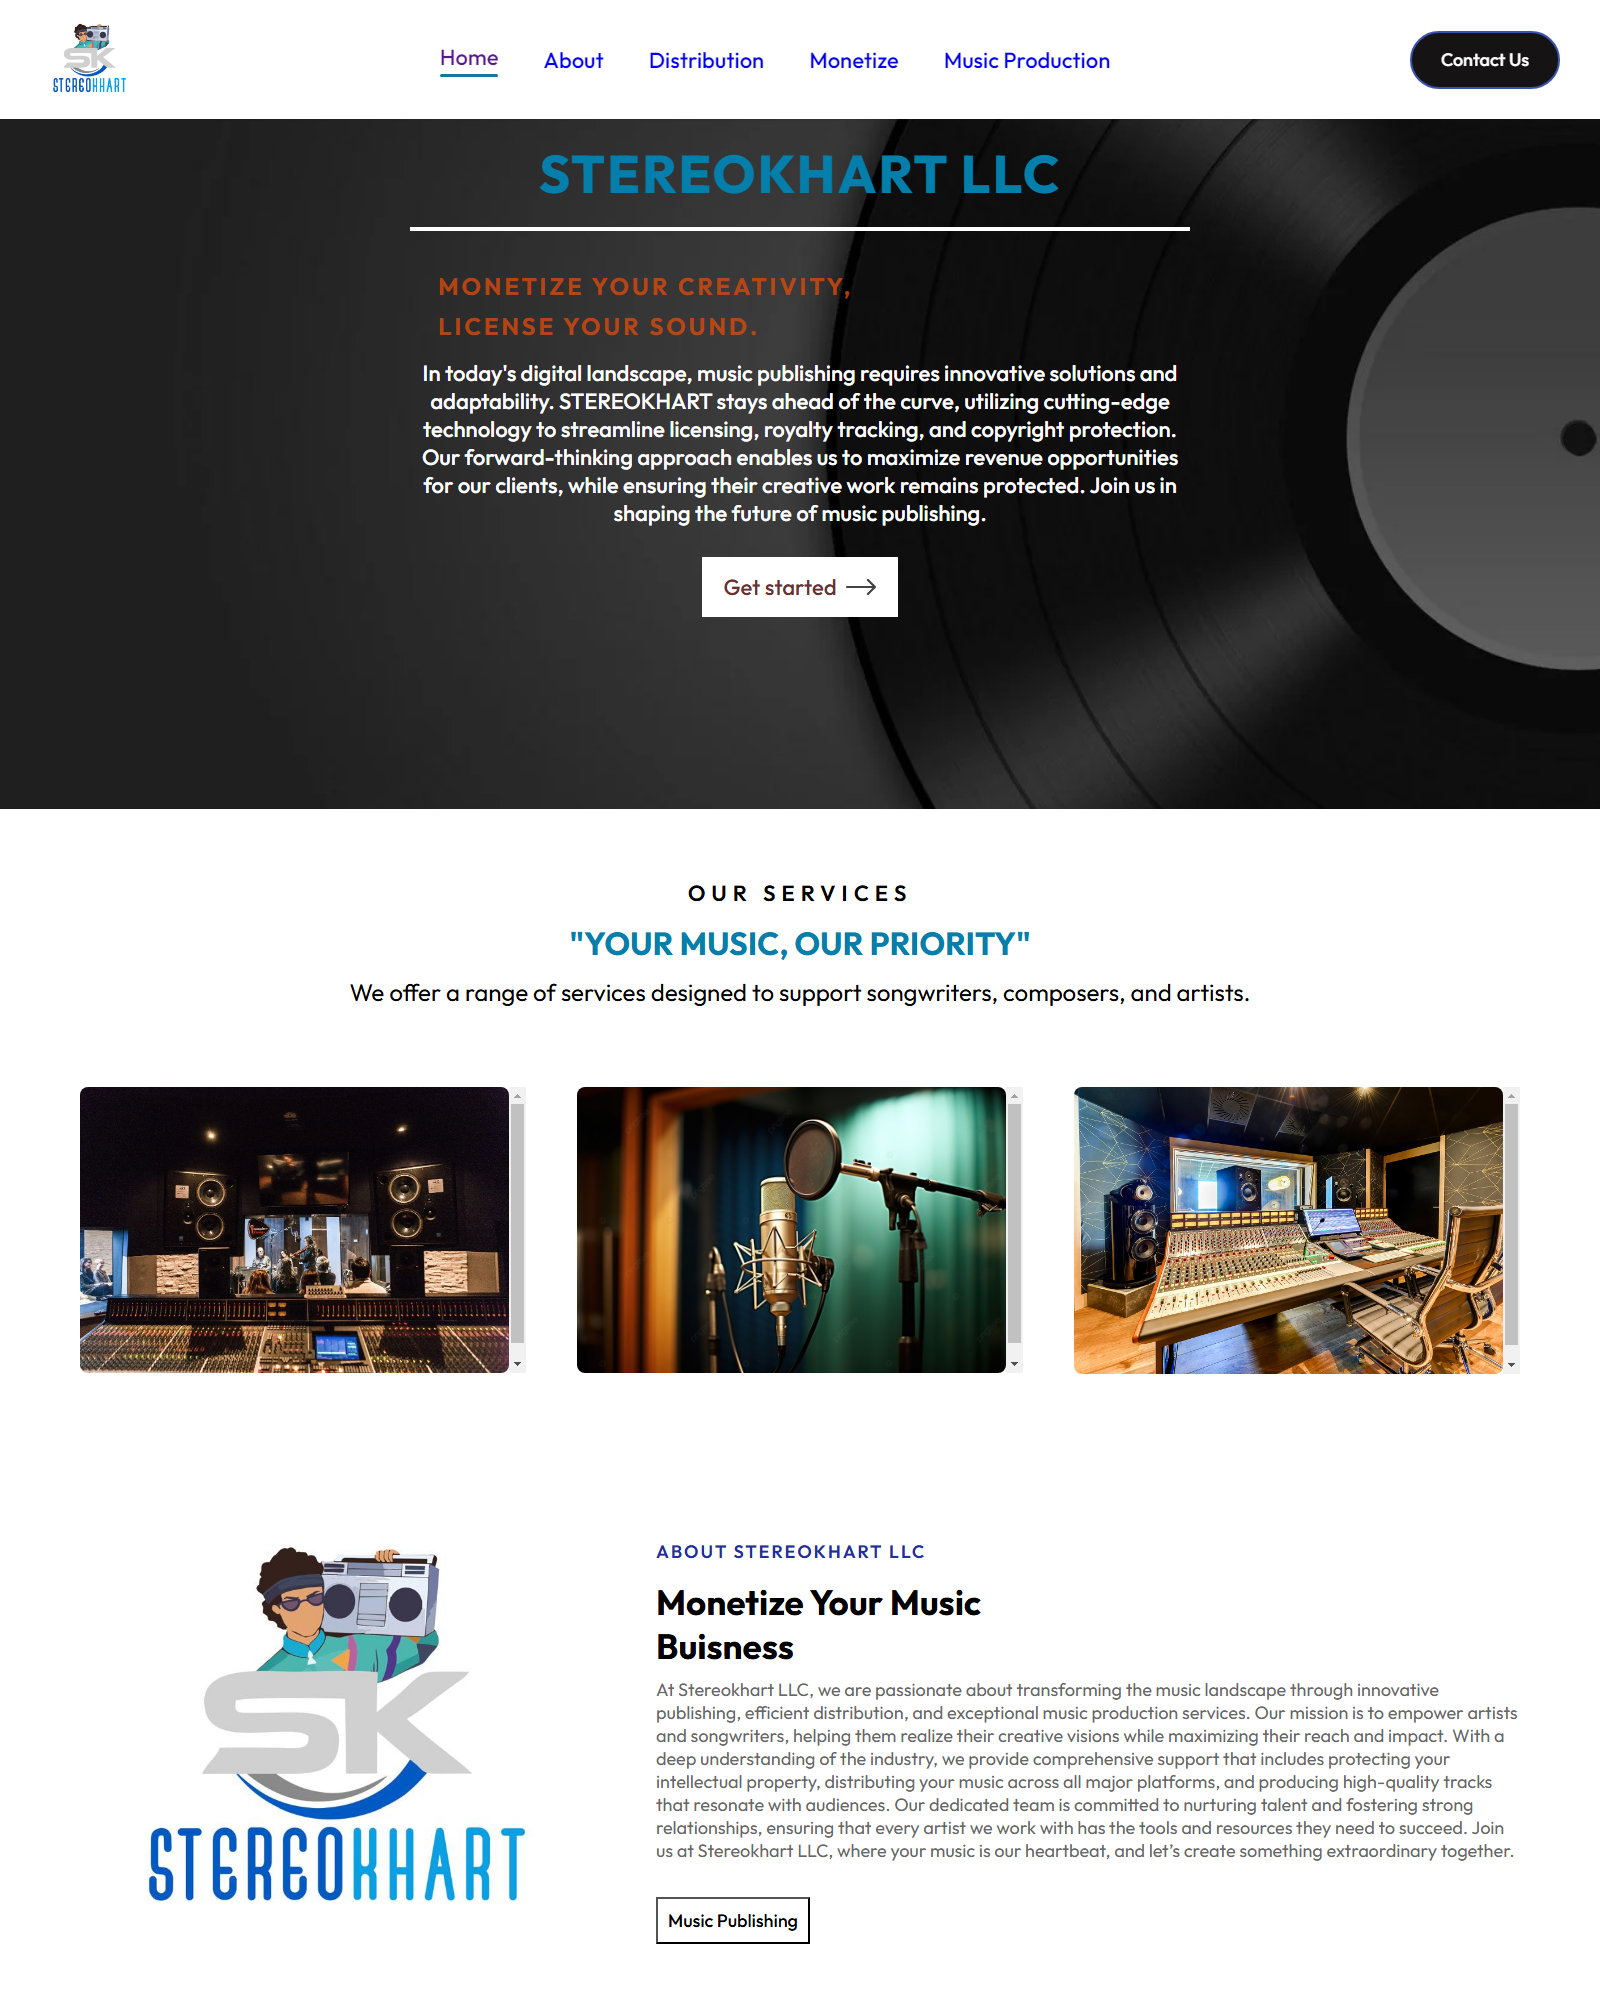 SK
STEREOKHART
Home
About
Distribution
Monetize
Music Production
Contact Us
STEREOKHART LLC
MONETIZE YOUR CREATIVITY,
LICENSE YOUR SOUND.
In today's digital landscape, music publishing requires innovative solutions and
adaptability. STEREOKHART stays ahead of the curve, utilizing cutting-edge
technology to streamline licensing, royalty tracking, and copyright protection.
Our forward-thinking approach enables us to maximize revenue opportunities
for our clients, while ensuring their creative work remains protected. Join us in
shaping the future of music publishing.
Get started
OUR SERVICES
"YOUR MUSIC, OUR PRIORITY"
We offer a range of services designed to support songwriters, composers, and artists.
SK
STEREOKHART
ABOUT STEREOKHART LLC
Monetize Your Music
Buisness
At Stereokhart LLC, we are passionate about transforming the music landscape through innovative
publishing, efficient distribution, and exceptional music production services. Our mission is to empower artists
and songwriters, helping them realize their creative visions while maximizing their reach and impact. With a
deep understanding of the industry, we provide comprehensive support that includes protecting your
intellectual property, distributing your music across all major platforms, and producing high-quality tracks
that resonate with audiences. Our dedicated team is committed to nurturing talent and fostering strong
relationships, ensuring that every artist we work with has the tools and resources they need to succeed. Join
us at Stereokhart LLC, where your music is our heartbeat, and let’s create something extraordinary together.
Music Publishing